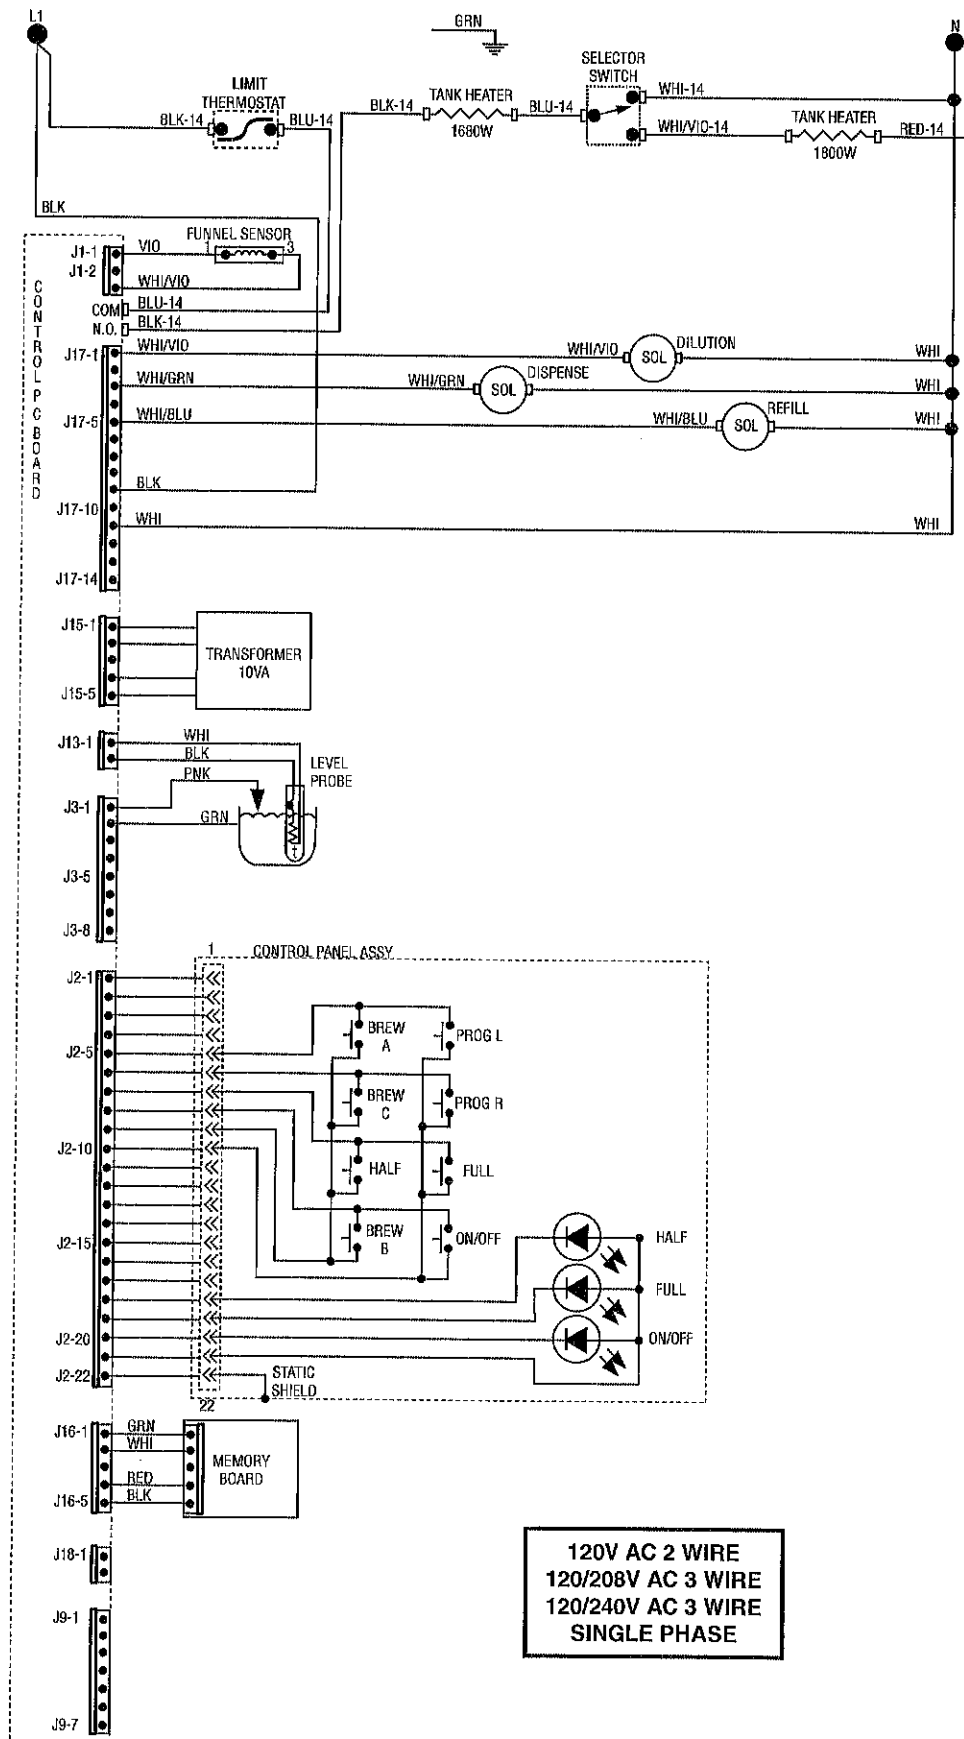 L1
GRN
N
LIMIT
THERMOSTAT
BLK-14
BLU-14
BLK-14
TANK HEATER
1680W
BLU-14
SELECTOR
SWITCH
WHI-14
WHI/VIO-14
TANK HEATER
1800W
RED-14
BLK
CONTROL PC BOARD
J1-1
J1-2
VIO
FUNNEL SENSOR
1
3
WHI/VIO
COM
BLU-14
N.O.
BLK-14
J17-1
WHI/VIO
WHI/VIO
SOL
DILUTION
WHI
WHI/GRN
WHI/GRN
SOL
DISPENSE
WHI
J17-5
WHI/BLU
WHI/BLU
SOL
REFILL
WHI
BLK
J17-10
WHI
WHI
J17-14
J15-1
TRANSFORMER
10VA
J15-5
J13-1
WHI
BLK
PNK
LEVEL
PROBE
J3-1
GRN
t
J3-5
J3-8
1
CONTROL PANEL ASSY
J2-1
J2-5
J2-10
J2-15
J2-20
J2-22
BREW
A
PROG L
BREW
C
PROG R
HALF
FULL
BREW
B
ON/OFF
HALF
FULL
ON/OFF
STATIC
SHIELD
22
J16-1
GRN
WHI
RED
BLK
J16-5
MEMORY
BOARD
J18-1
J9-1
J9-7
120V AC 2 WIRE
120/208V AC 3 WIRE
120/240V AC 3 WIRE
SINGLE PHASE